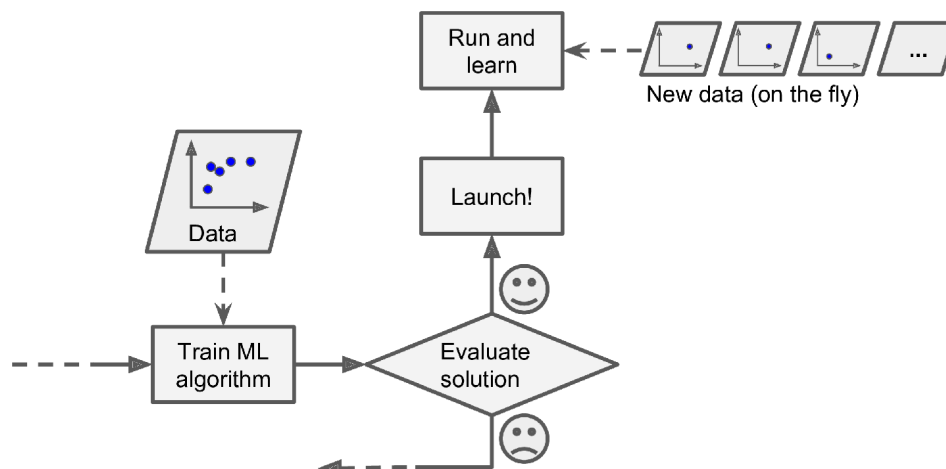 Run and
learn
...
New data (on the fly)
Launch!
Data
Train ML
algorithm
Evaluate
solution